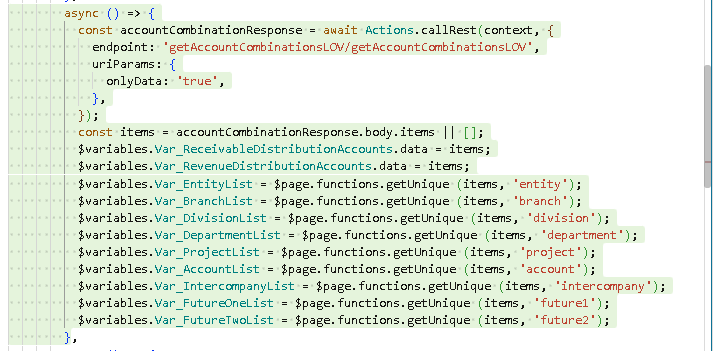 async () => {
const accountCombinationResponse = await Actions.callRest(context, {
endpoint: 'getAccountCombinationsLOV/getAccountCombinationsLOV',
uriParams: {
onlyData: 'true',
},
});
const items = accountCombinationResponse.body.items || [];
$variables.Var_ReceivableDistributionAccounts.data = items;
$variables.Var_RevenueDistributionAccounts.data = items;
$variables.Var_EntityList = $page.functions.getUnique (items, 'entity');
$variables.Var_BranchList = $page.functions.getUnique (items, 'branch');
$variables.Var_DivisionList = $page.functions.getUnique (items, 'division');
$variables.Var_DepartmentList = $page.functions.getUnique (items, 'department');
$variables.Var_ProjectList = $page.functions.getUnique (items, 'project');
$variables.Var_AccountList = $page.functions.getUnique (items, 'account');
$variables.Var_IntercompanyList = $page.functions.getUnique (items, 'intercompany');
$variables.Var_FutureOneList = $page.functions.getUnique (items, 'future1');
$variables.Var_FutureTwoList = $page.functions.getUnique (items, 'future2');
},